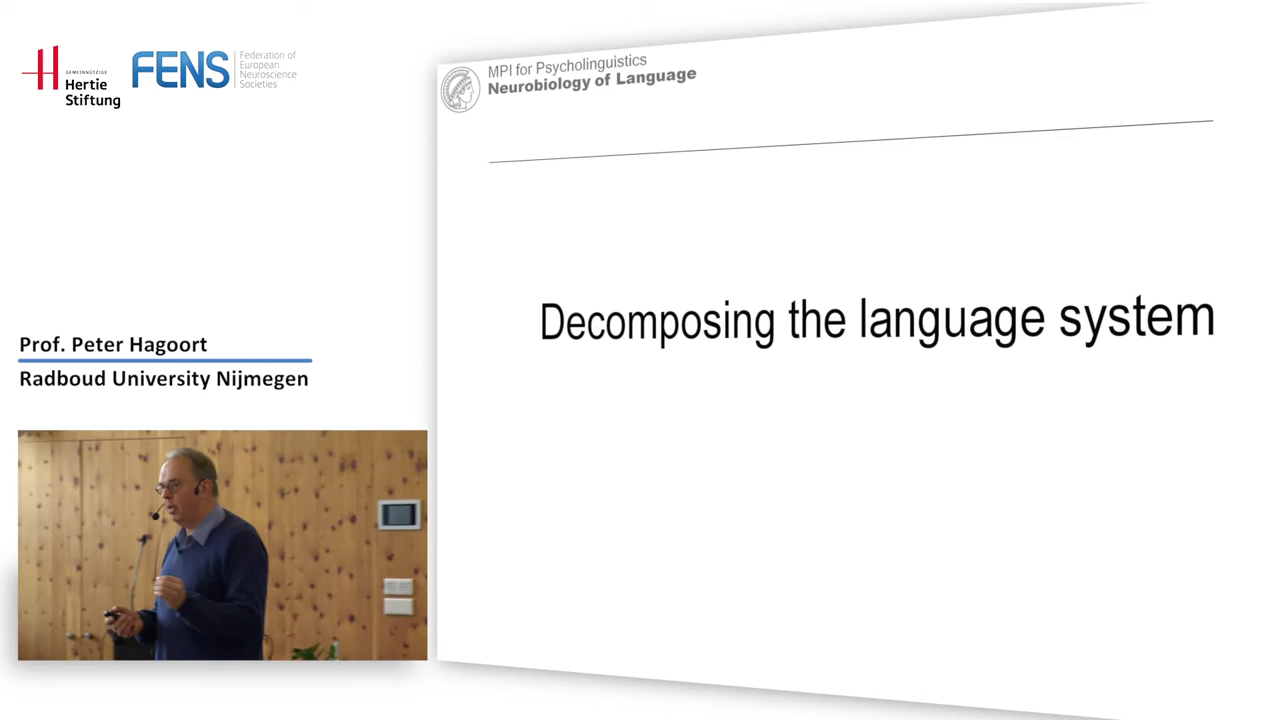 GEMEINNÜTZIGE
Hertie
Stiftung
FENS
Federation of
European
Neuroscience
Societies
MPI for Psycholinguistics
Neurobiology of Language
Decomposing the language system
Prof. Peter Hagoort
Radboud University Nijmegen